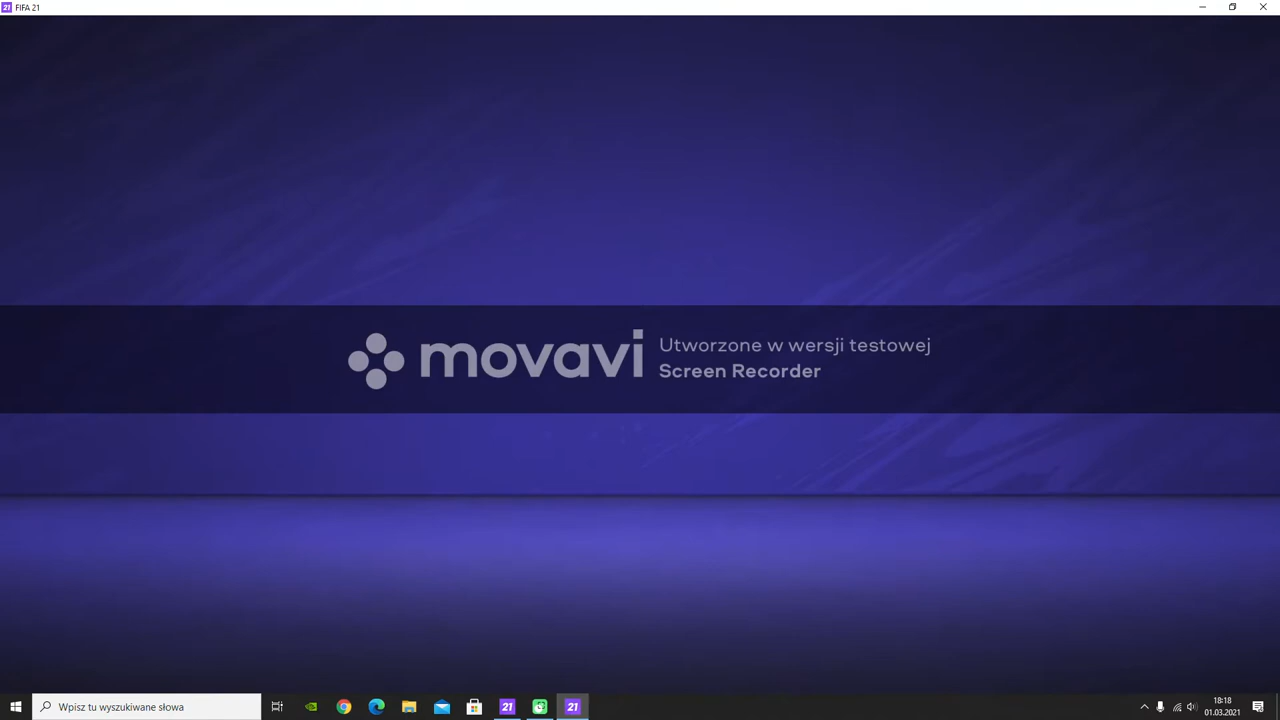 21 FIFA 21
movavi
Utworzone w wersji testowej
Screen Recorder
Wpisz tu wyszukiwane słowa
21
21
18:18
01.03.2021